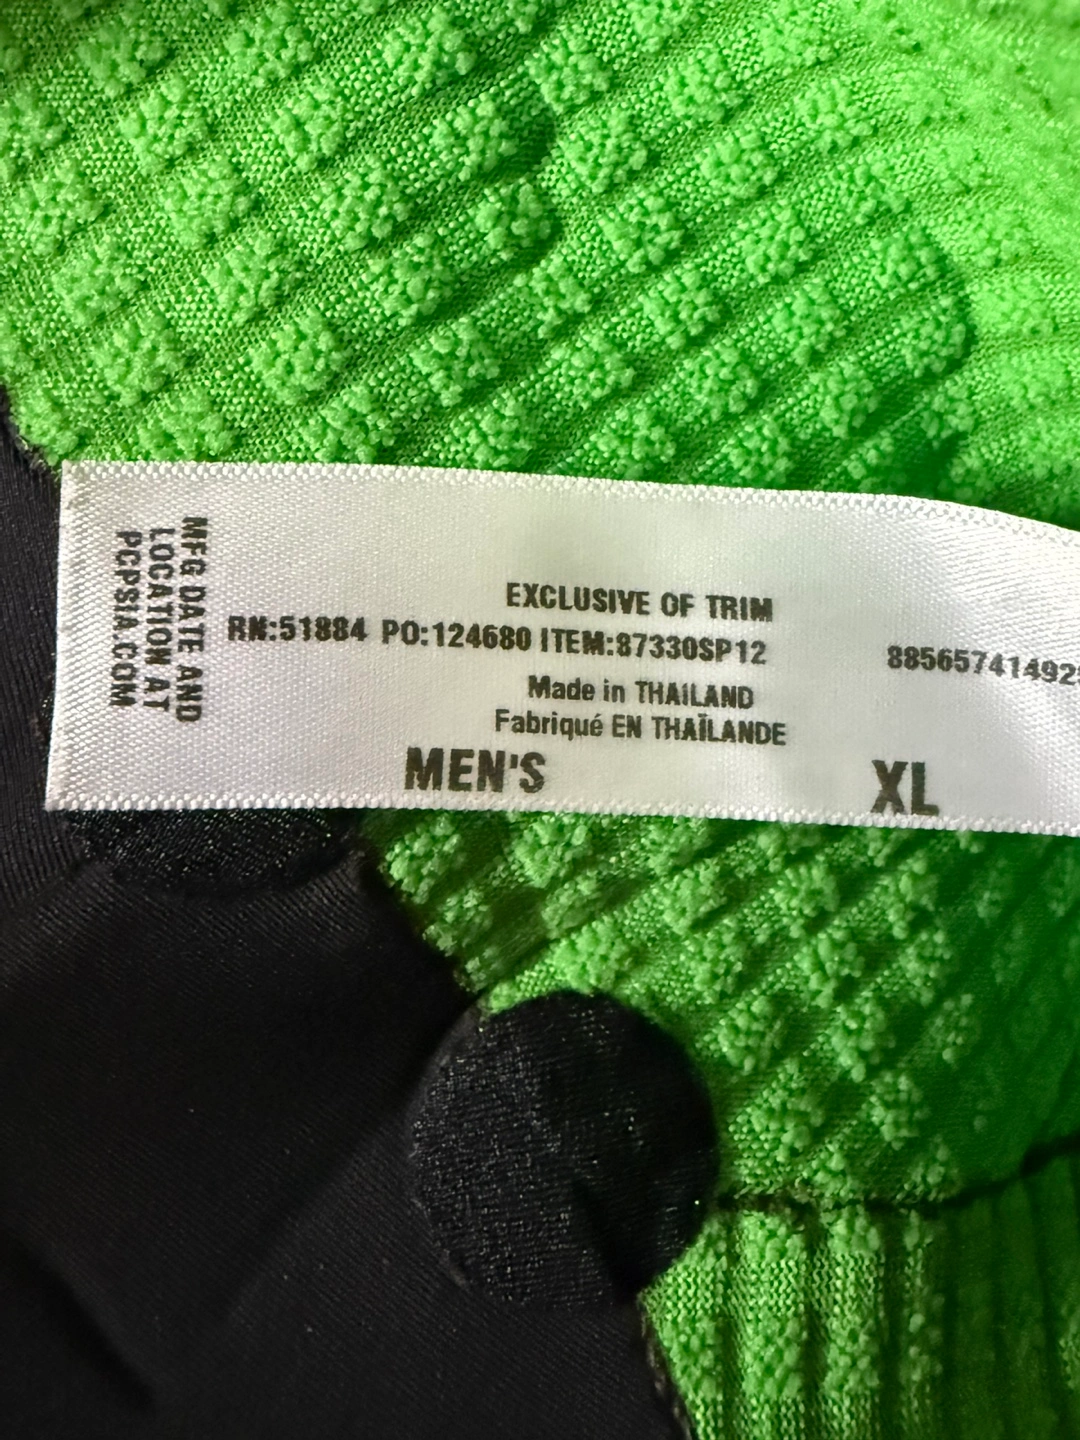 MFG DATE AND
LOCATION AT
PCPSIA.COM
EXCLUSIVE OF TRIM
RN:51884 PO:124680 ITEM:87330SP12
Made in THAILAND
Fabriqué EN THAÏLANDE
MEN'S XL